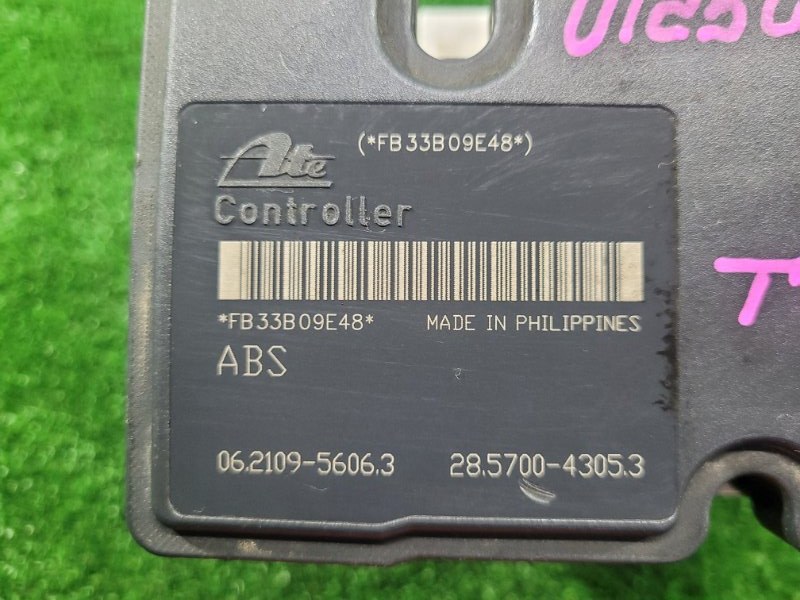 (*FB33B09E48*)
Ate
Controller
*FB33B09E48* MADE IN PHILIPPINES
ABS
06.2109-5606.3 28.5700-4305.3